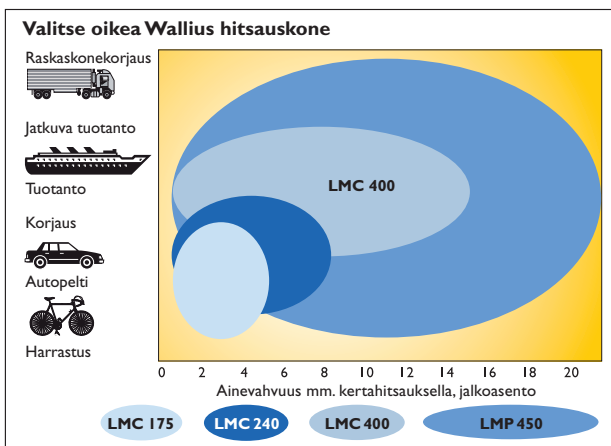 Valitse oikea Wallius hitsauskone
Raskaskonekorjaus
Jatkuva tuotanto
Tuotanto
Korjaus
Autopelti
Harrastus
LMC 400
0 2 4 6 8 10 12 14 16 18 20
Ainevahvuus mm. kertahitsauksella, jalkoasento
LMC 175 LMC 240 LMC 400 LMP 450